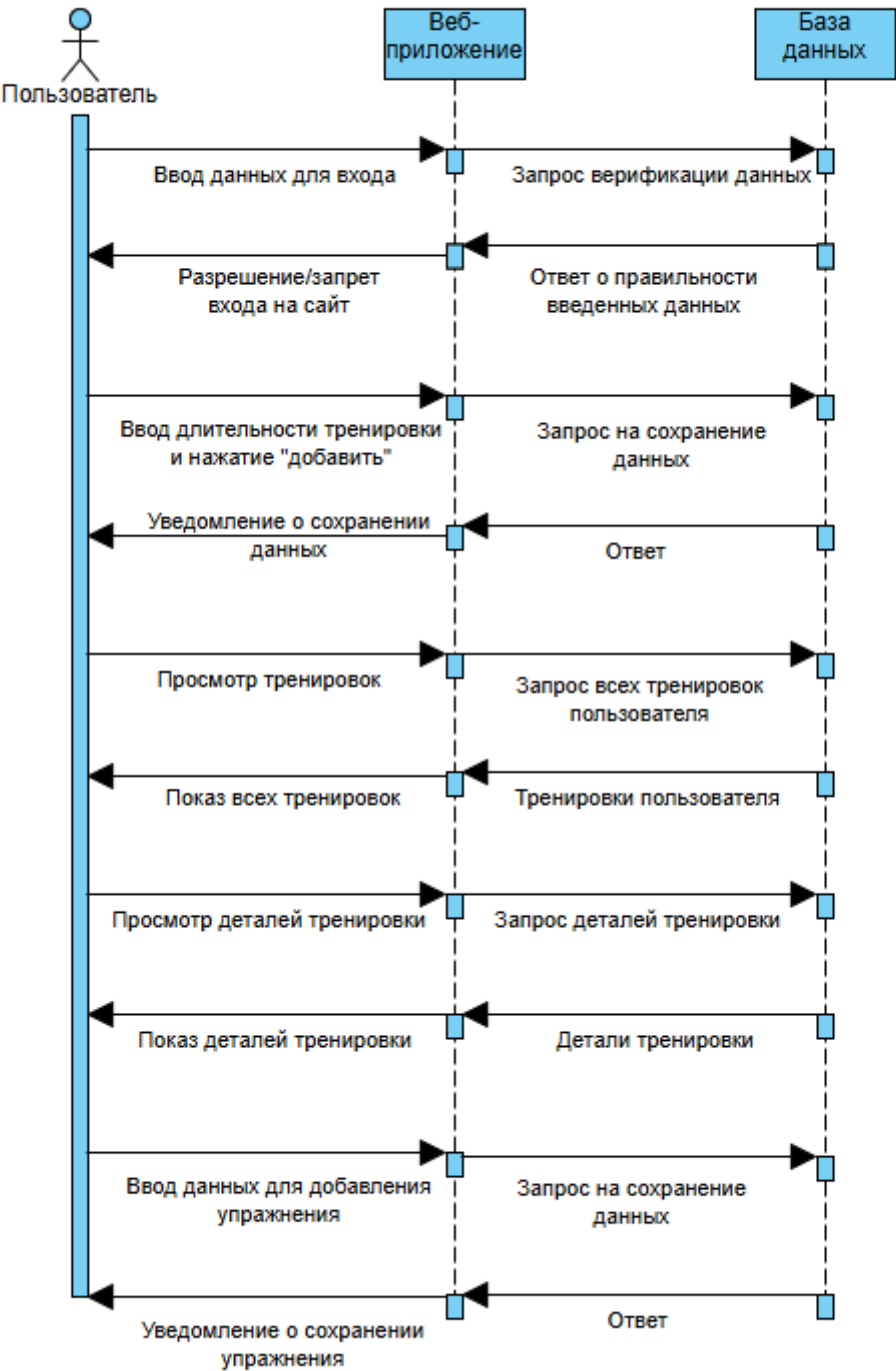 Пользователь
Веб-
приложение
База
данных
Ввод данных для входа
Запрос верификации данных
Разрешение/запрет
входа на сайт
Ответ о правильности
введенных данных
Ввод длительности тренировки
и нажатие "добавить"
Запрос на сохранение
данных
Уведомление о сохранении
данных
Ответ
Просмотр тренировок
Запрос всех тренировок
пользователя
Показ всех тренировок
Тренировки пользователя
Просмотр деталей тренировки
Запрос деталей тренировки
Показ деталей тренировки
Детали тренировки
Ввод данных для добавления
упражнения
Запрос на сохранение
данных
Уведомление о сохранении
упражнения
Ответ